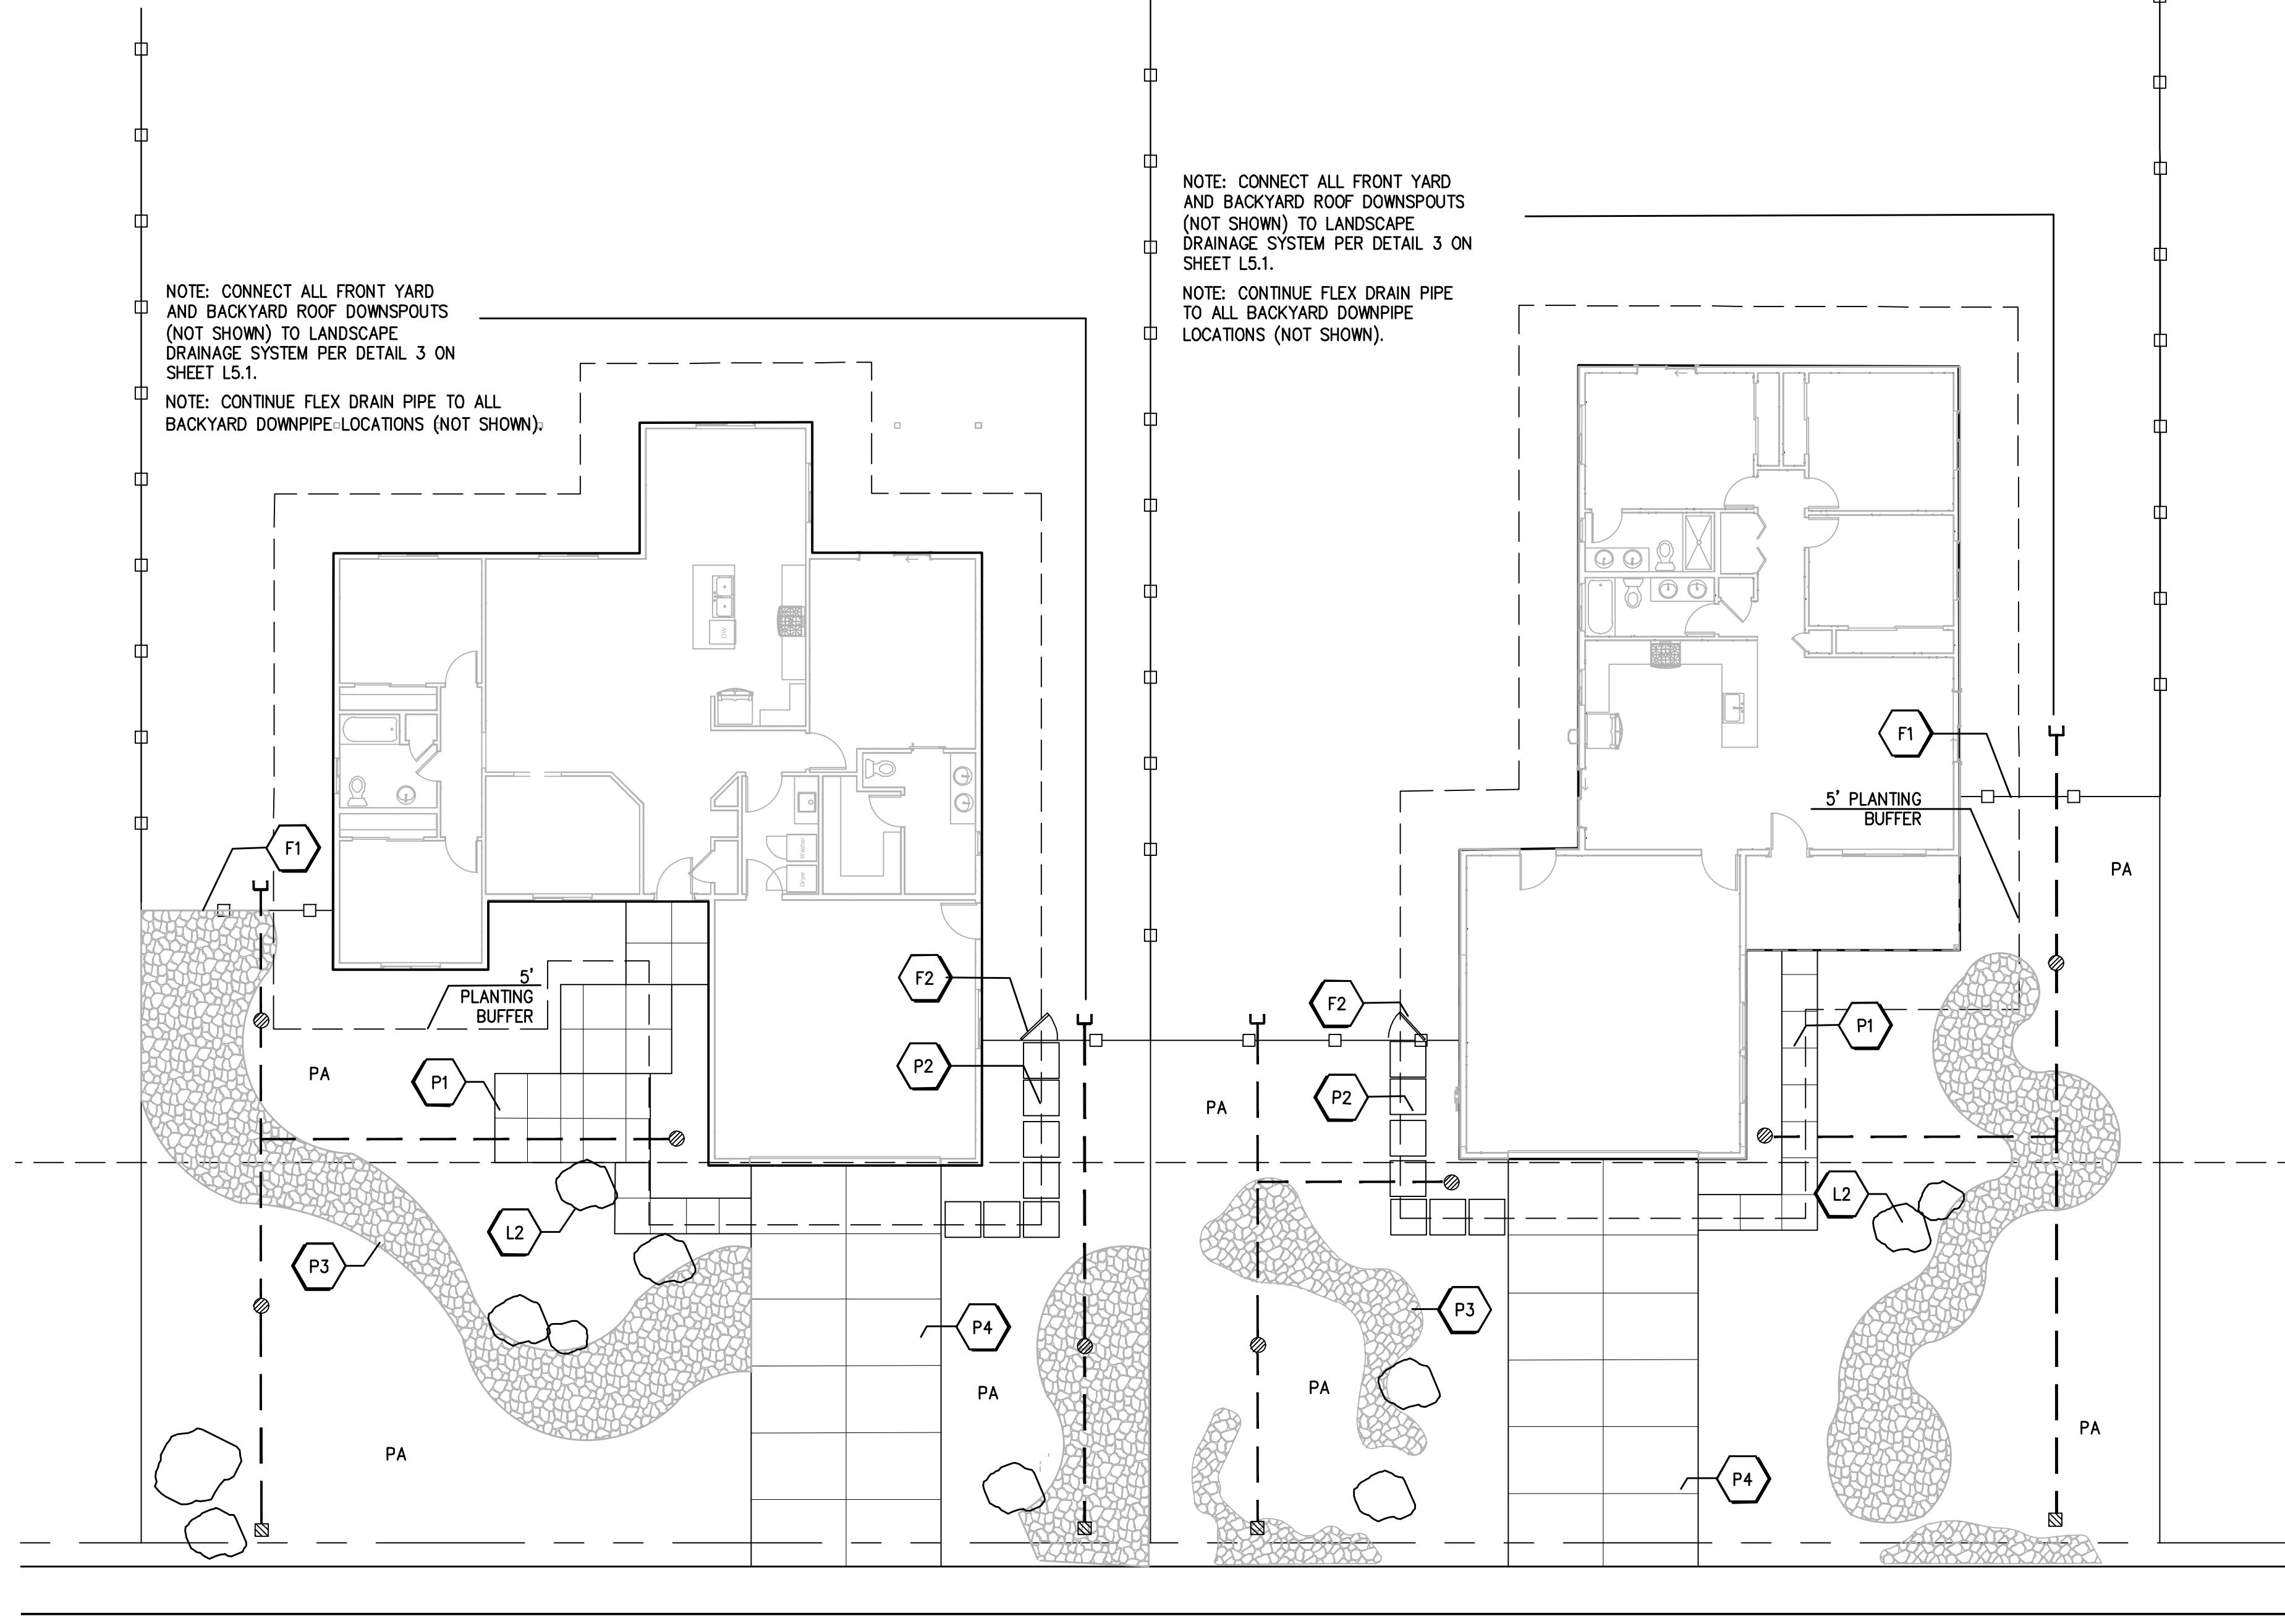 NOTE: CONNECT ALL FRONT YARD
AND BACKYARD ROOF DOWNSPOUTS
(NOT SHOWN) TO LANDSCAPE
DRAINAGE SYSTEM PER DETAIL 3 ON
SHEET L5.1.
NOTE: CONTINUE FLEX DRAIN PIPE TO ALL
BACKYARD DOWNPIPE LOCATIONS (NOT SHOWN).
NOTE: CONNECT ALL FRONT YARD
AND BACKYARD ROOF DOWNSPOUTS
(NOT SHOWN) TO LANDSCAPE
DRAINAGE SYSTEM PER DETAIL 3 ON
SHEET L5.1.
NOTE: CONTINUE FLEX DRAIN PIPE
TO ALL BACKYARD DOWNPIPE
LOCATIONS (NOT SHOWN).
DW
Washer
Dryer
F1
5'
PLANTING
BUFFER
F2
P2
P1
PA
L2
P3
P4
PA
PA
F1
5' PLANTING
BUFFER
PA
F2
P1
P2
PA
L2
P3
PA
PA
P4